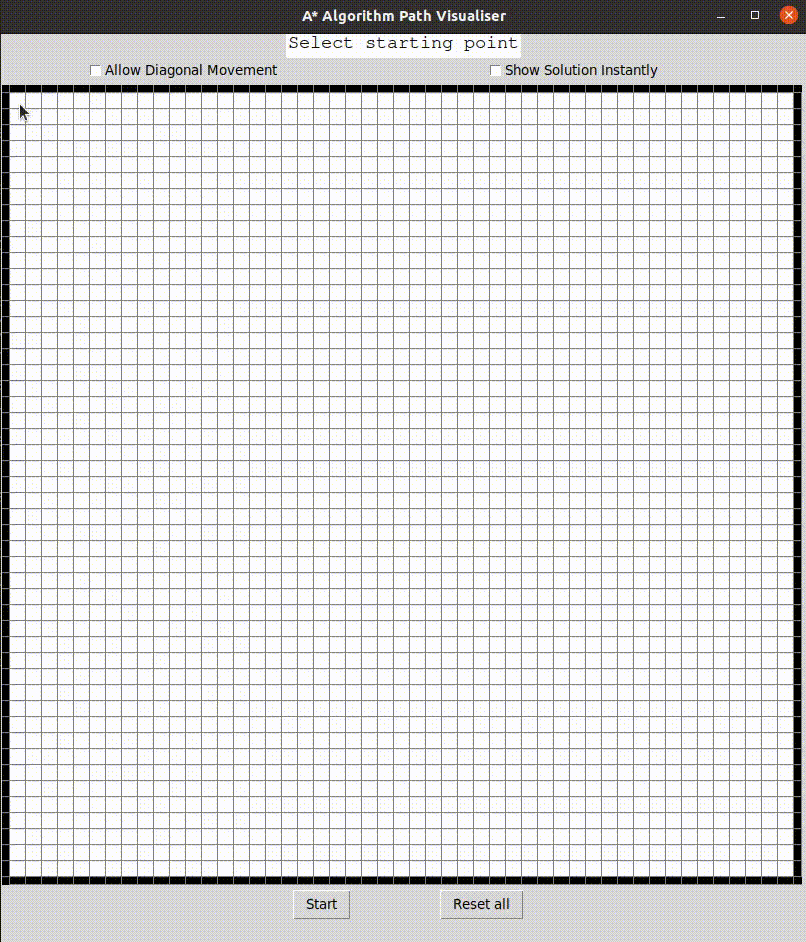 A* Algorithm Path Visualiser
Select starting point
Allow Diagonal Movement
Show Solution Instantly
Start
Reset all